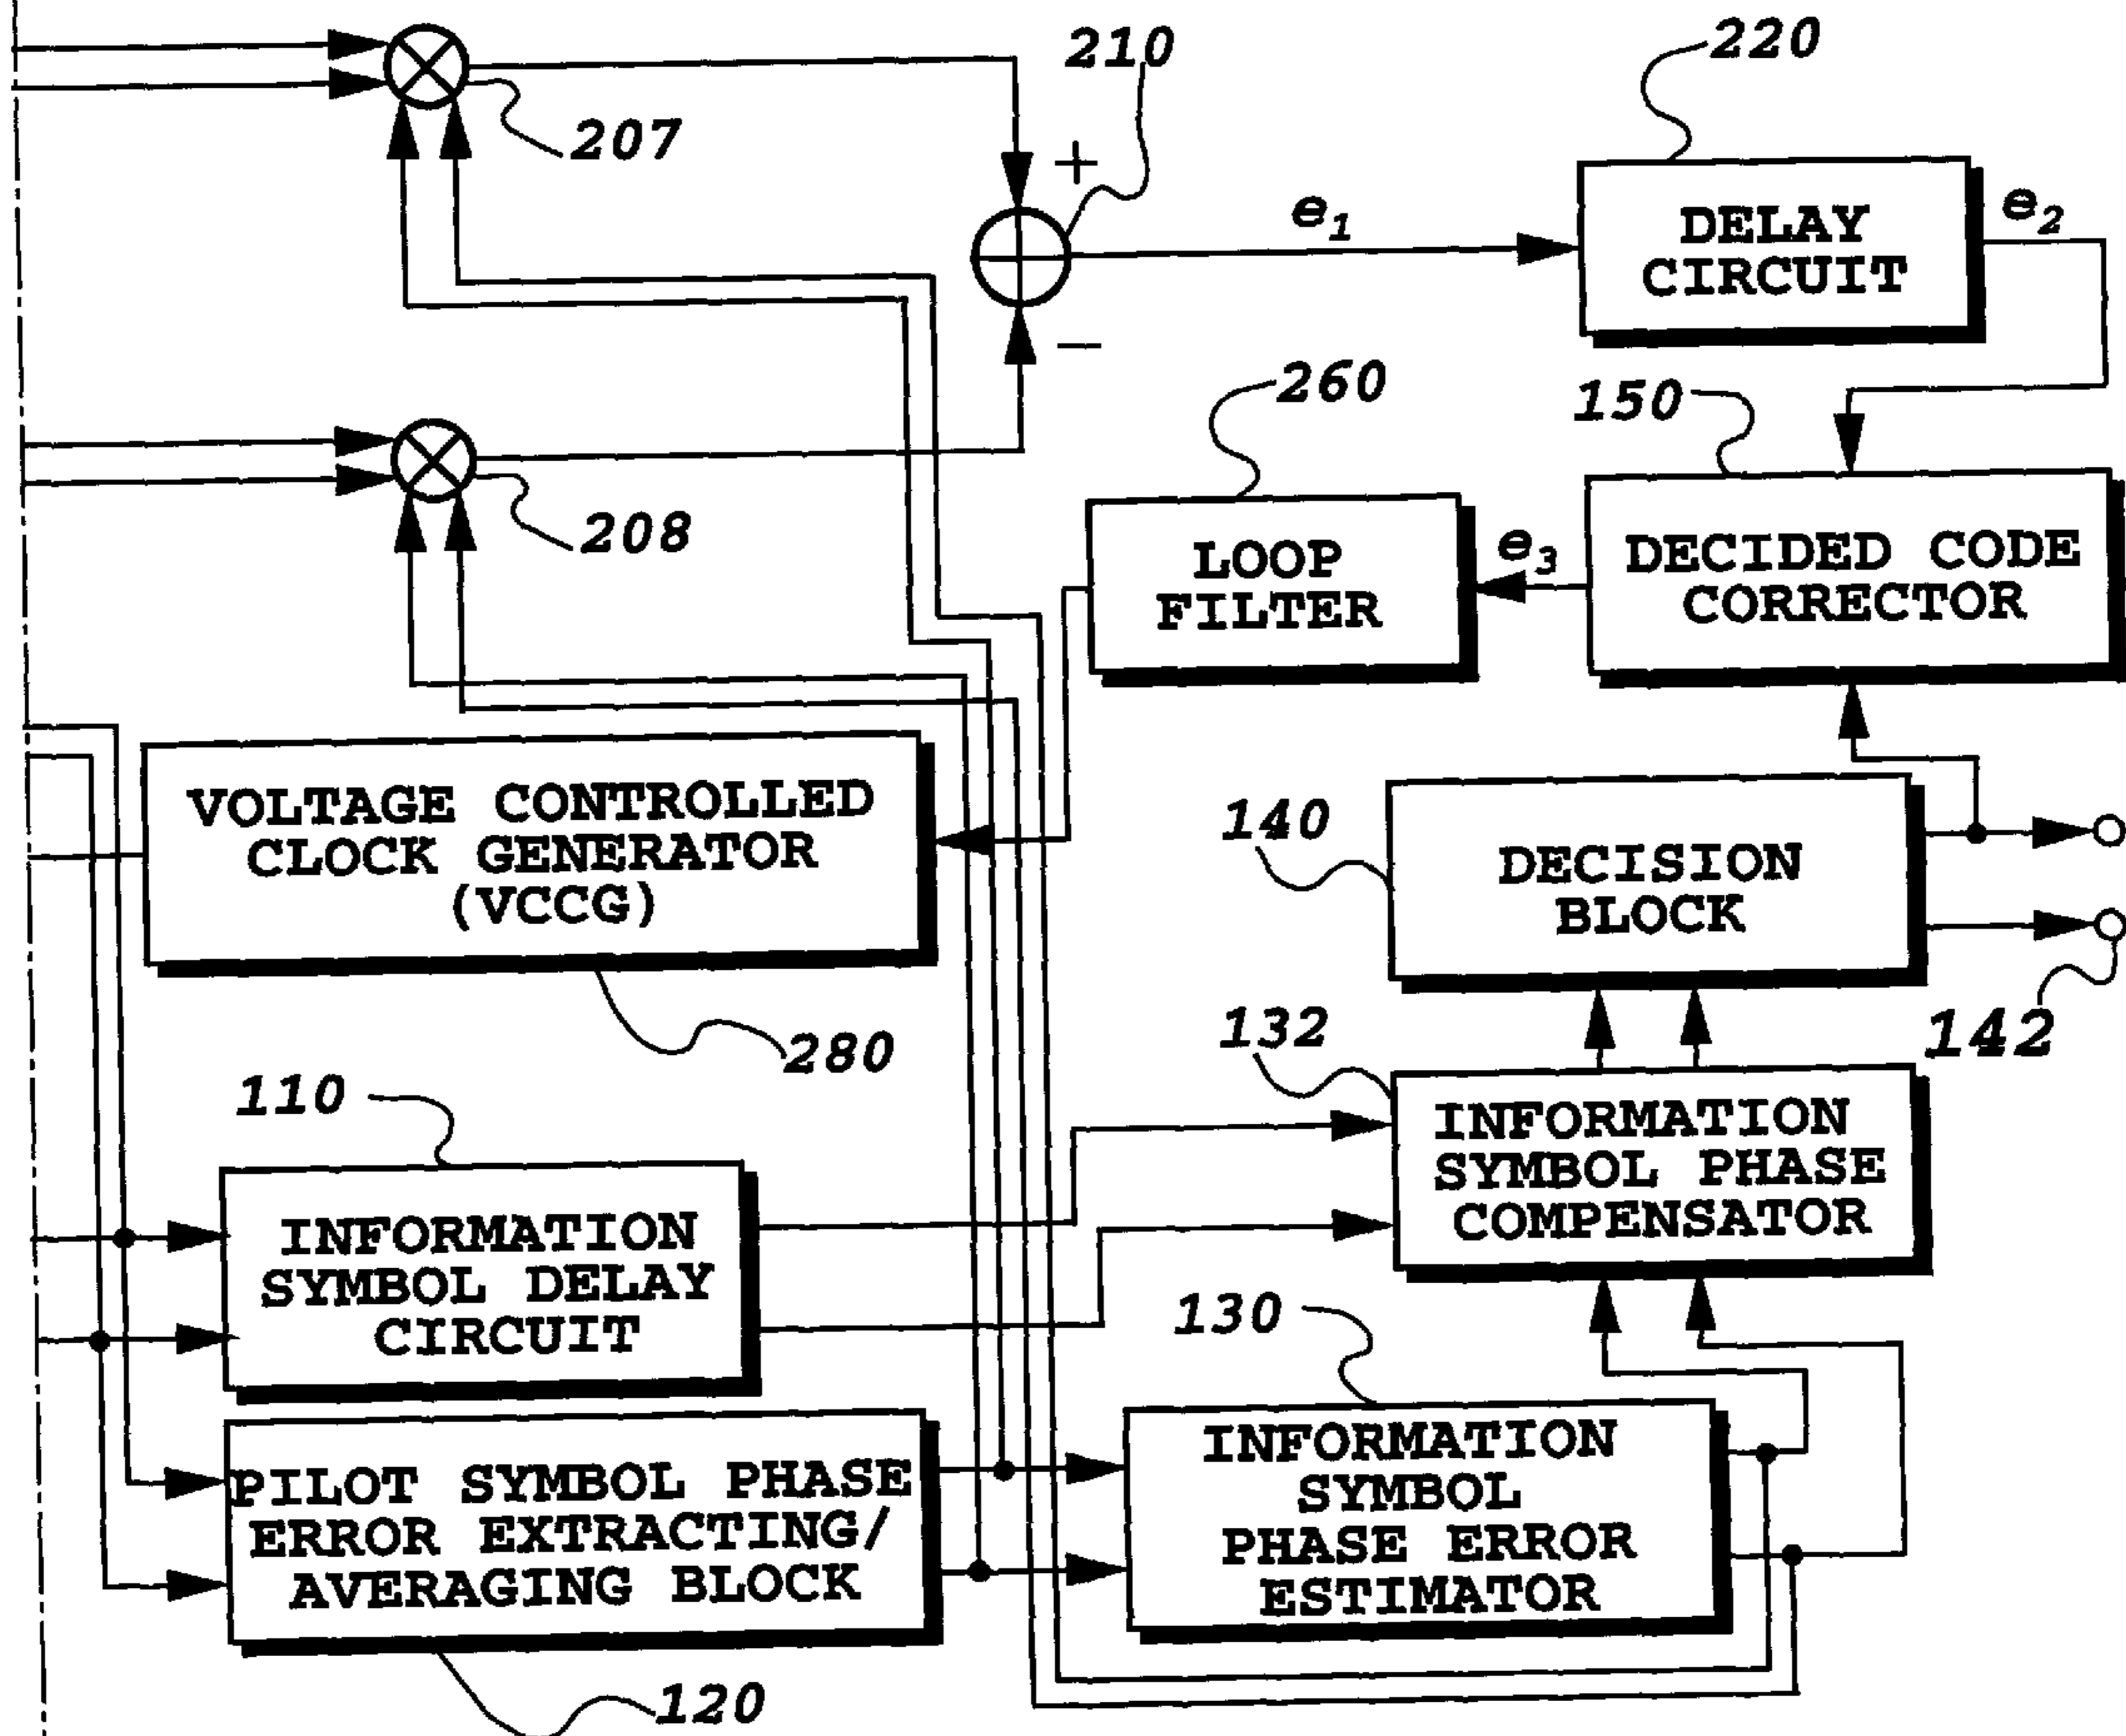 210
220
207
+
e1
DELAY
CIRCUIT
e2
−
260
150
208
LOOP
FILTER
e3
DECIDED CODE
CORRECTOR
VOLTAGE CONTROLLED
CLOCK GENERATOR
(VCCG)
140
DECISION
BLOCK
280
132
142
110
INFORMATION
SYMBOL PHASE
COMPENSATOR
INFORMATION
SYMBOL DELAY
CIRCUIT
130
PILOT SYMBOL PHASE
ERROR EXTRACTING/
AVERAGING BLOCK
INFORMATION
SYMBOL
PHASE ERROR
ESTIMATOR
120